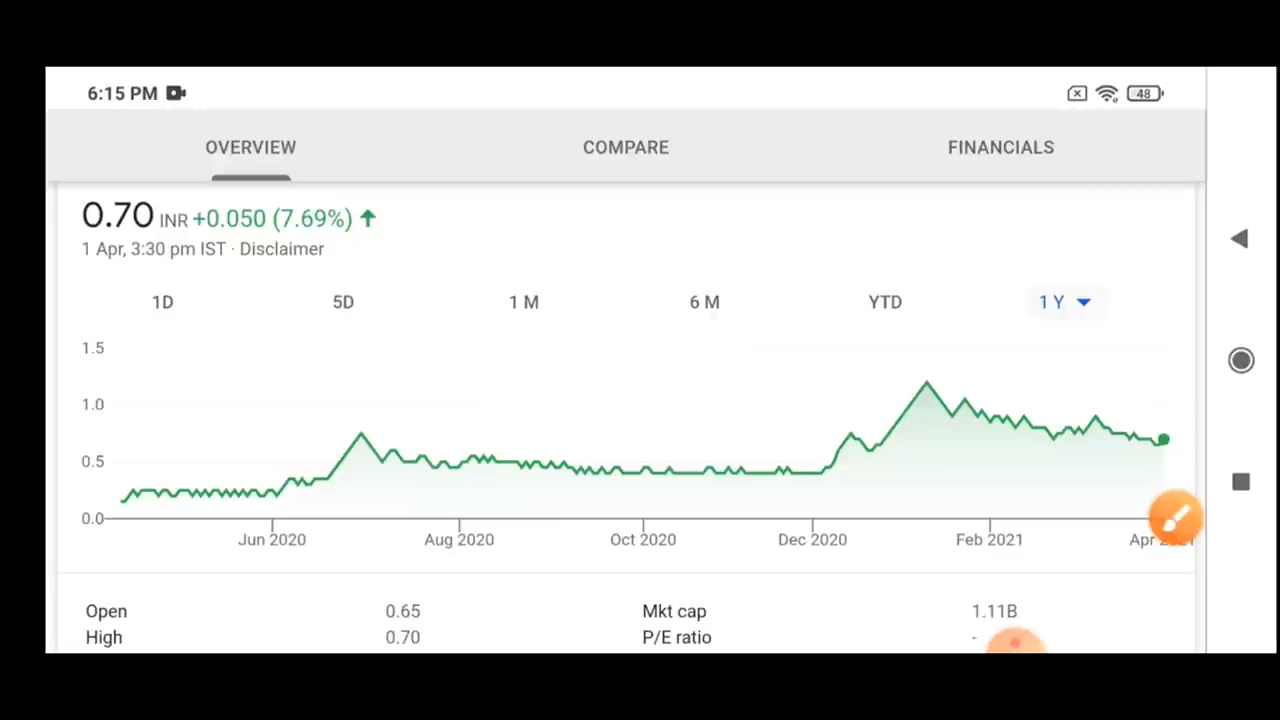 6:15 PM 48
OVERVIEW COMPARE FINANCIALS
0.70 INR +0.050 (7.69%)
1 Apr, 3:30 pm IST · Disclaimer
1D 5D 1 M 6 M YTD 1 Y
1.5
1.0
0.5
0.0
Jun 2020 Aug 2020 Oct 2020 Dec 2020 Feb 2021 Apr
Open 0.65 Mkt cap 1.11B
High 0.70 P/E ratio -